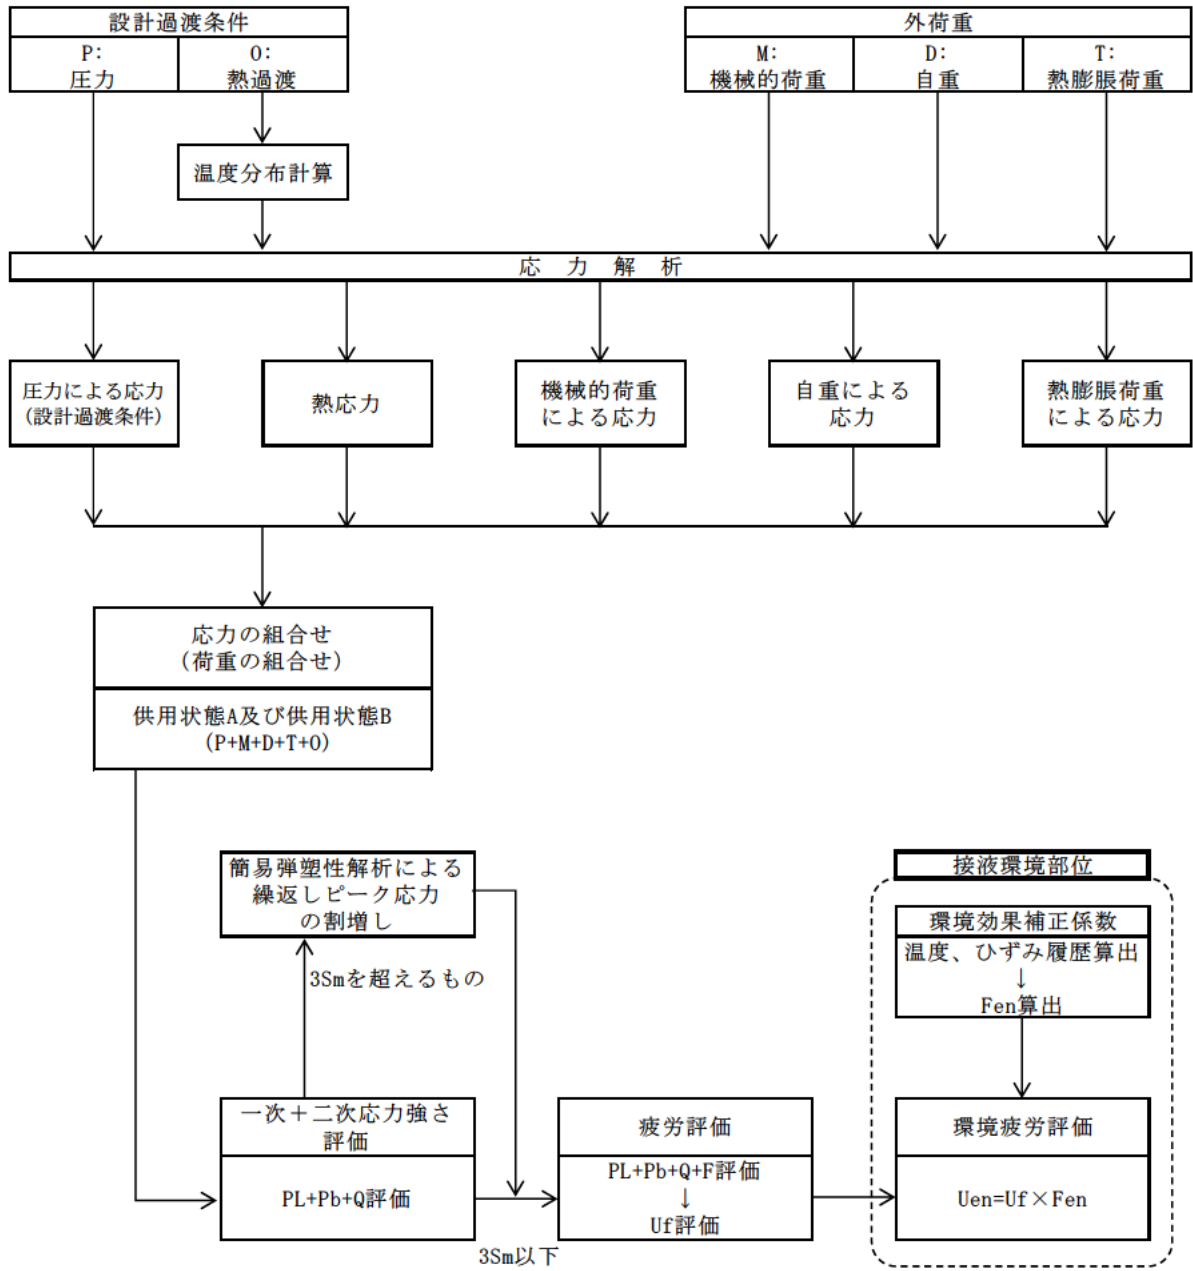 設計過渡条件
P:
圧力
O:
熱過渡
外荷重
M:
機械的荷重
D:
自重
T:
熱膨脹荷重
温度分布計算
応 力 解 析
圧力による応力
(設計過渡条件)
熱応力
機械的荷重
による応力
自重による
応力
熱膨脹荷重
による応力
応力の組合せ
(荷重の組合せ)
供用状態A及び供用状態B
(P+M+D+T+O)
簡易弾塑性解析による
繰返しピーク応力
の割増し
3Smを超えるもの
接液環境部位
環境効果補正係数
温度、ひずみ履歴算出
↓
Fen算出
一次＋二次応力強さ
評価
PL+Pb+Q評価
3Sm以下
疲労評価
PL+Pb+Q+F評価
↓
Uf評価
環境疲労評価
Uen=Uf×Fen